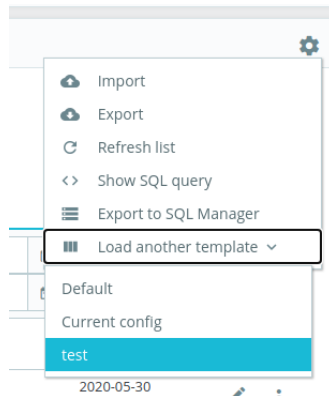 Import
Export
Refresh list
Show SQL query
Export to SQL Manager
Load another template
Default
Current config
test
2020-05-30